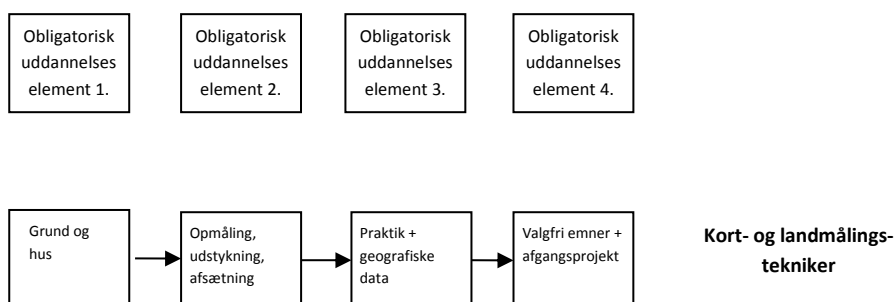 Obligatorisk
uddannelses
element 1.
Obligatorisk
uddannelses
element 2.
Obligatorisk
uddannelses
element 3.
Obligatorisk
uddannelses
element 4.
Grund og
hus
Opmåling,
udstykning,
afsætning
Praktik +
geografiske
data
Valgfri emner +
afgangsprojekt
Kort- og landmålings-
tekniker